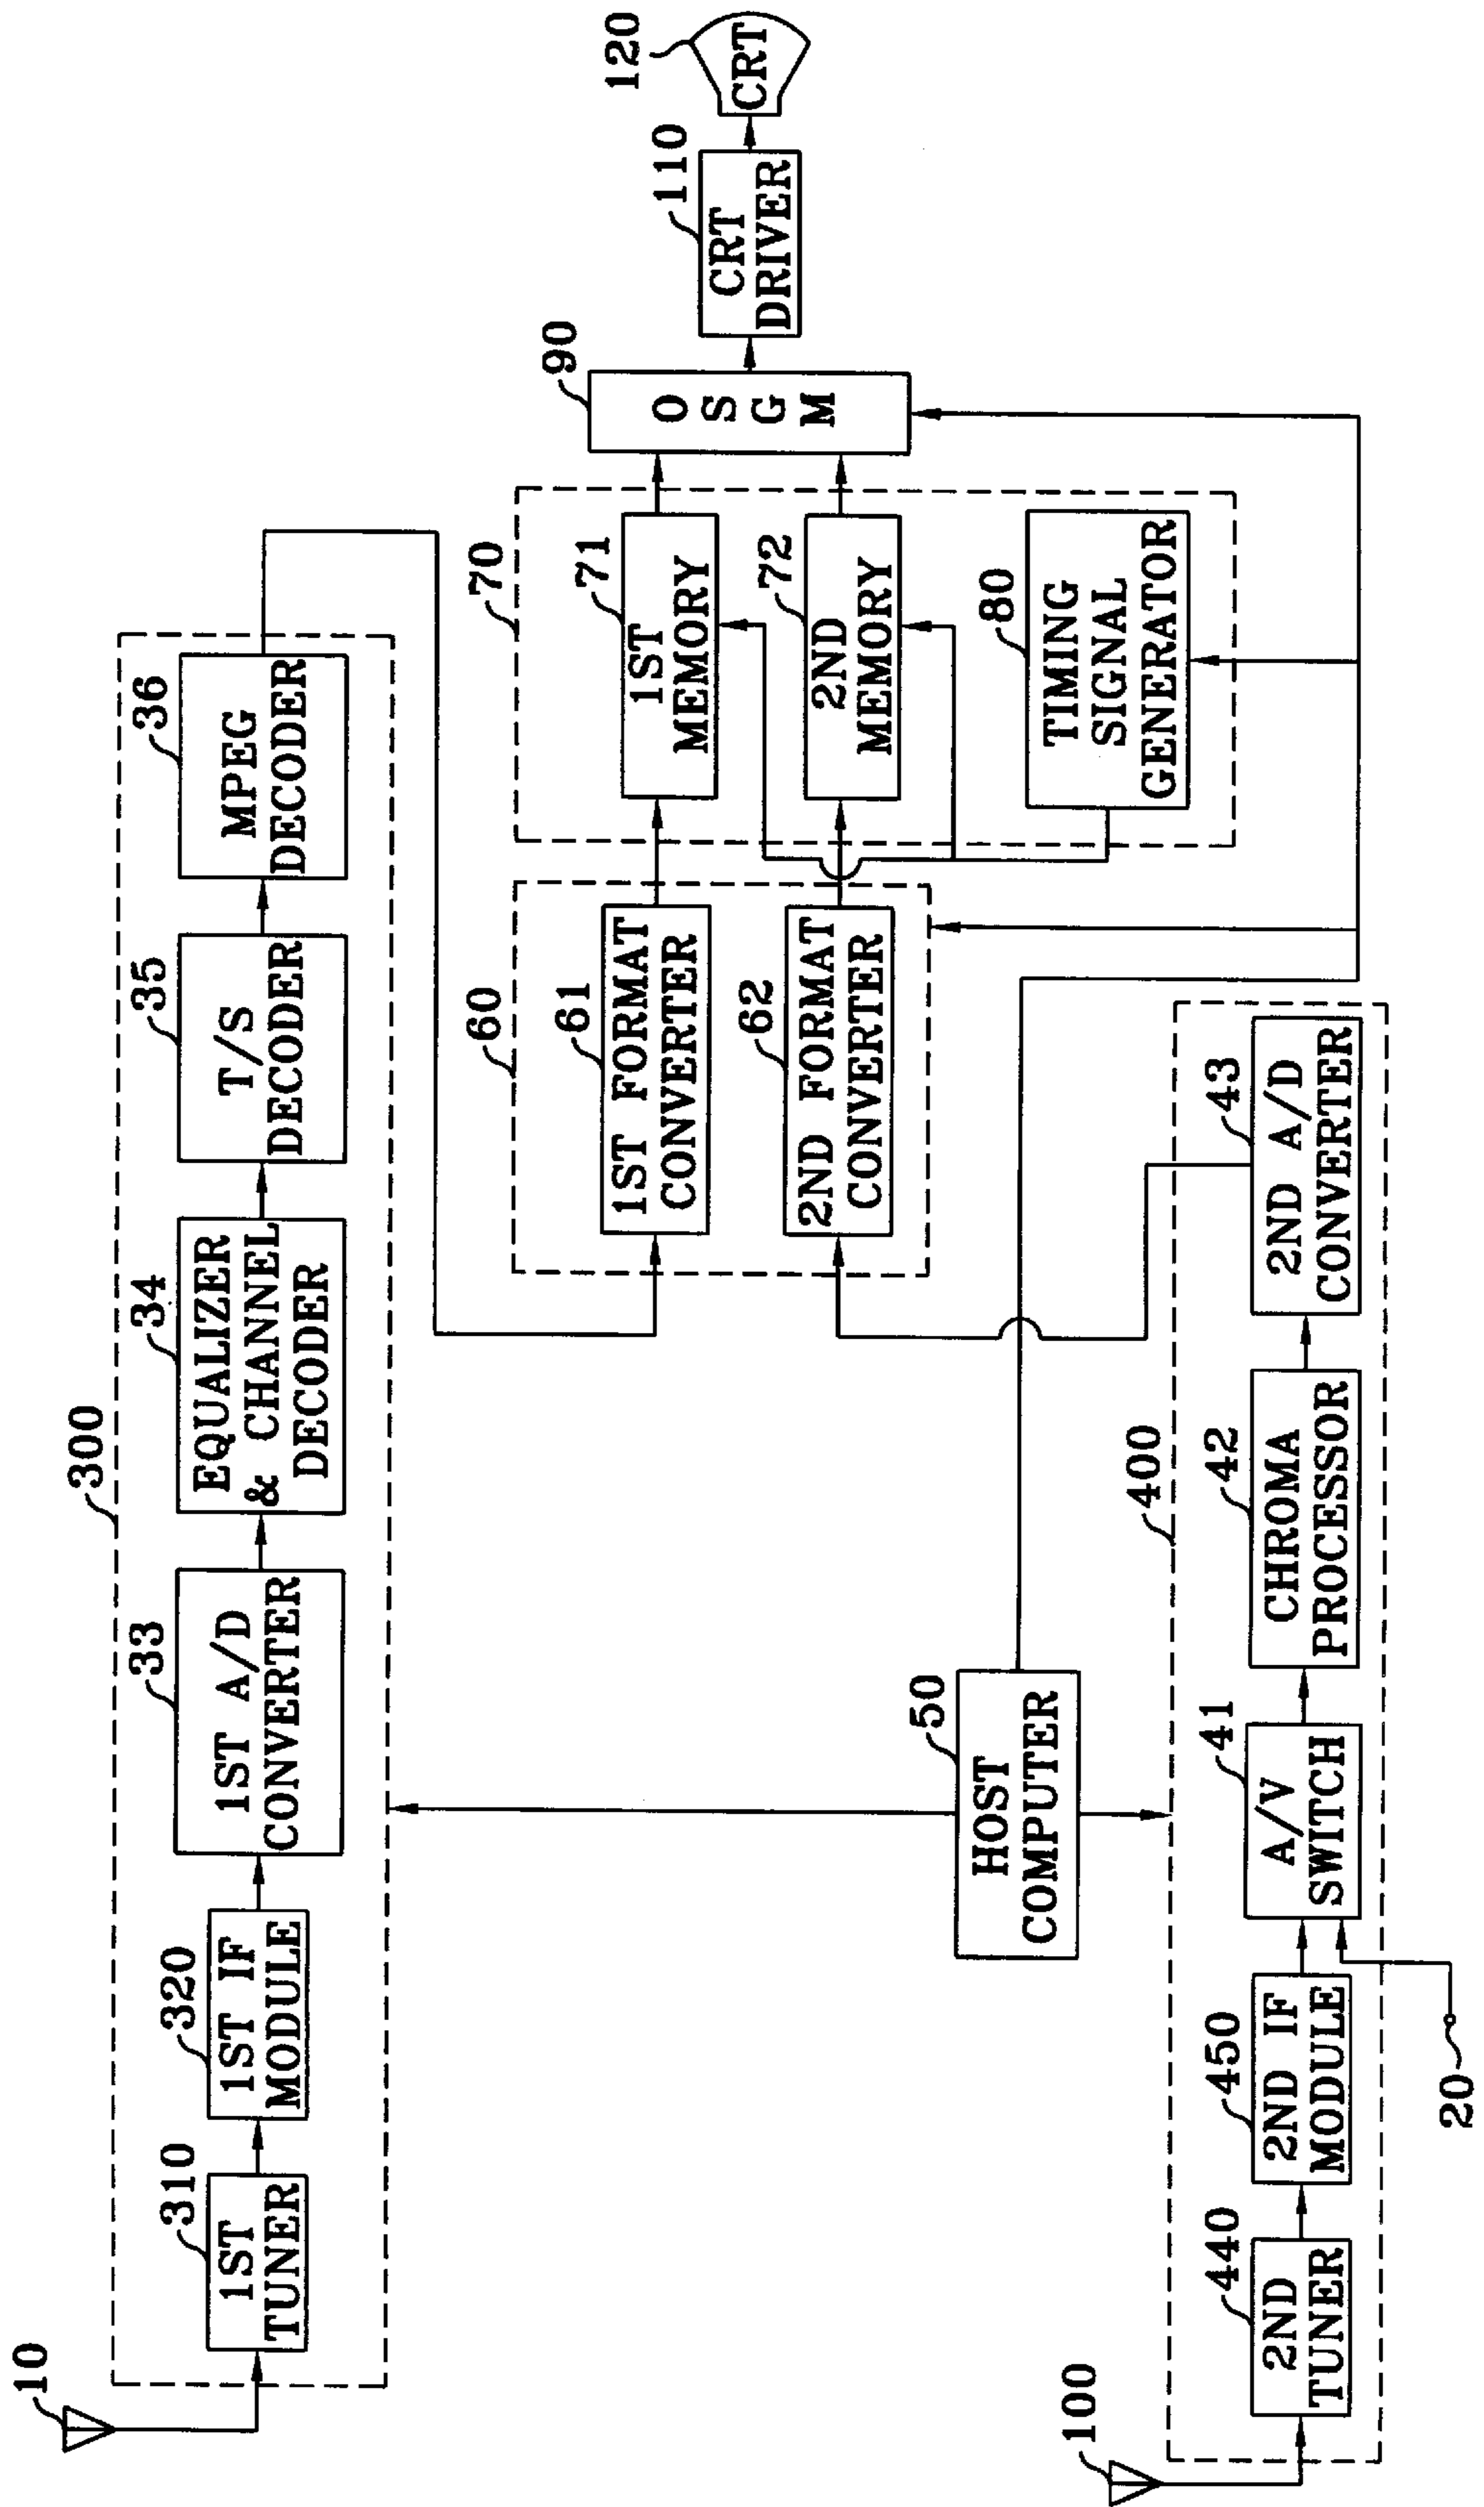 10
300
310
1ST
TUNER
320
1ST IF
MODULE
33
1ST A/D
CONVERTER
34
EQUALIZER
& CHANNEL
DECODER
35
T/S
DECODER
36
MPEG
DECODER
60
61
1ST FORMAT
CONVERTER
62
2ND FORMAT
CONVERTER
70
71
1ST
MEMORY
72
2ND
MEMORY
80
TIMING
SIGNAL
GENERATOR
90
O
S
G
M
110
CRT
DRIVER
120
CRT
50
HOST
COMPUTER
100
400
440
2ND
TUNER
450
2ND IF
MODULE
41
A/V
SWITCH
42
CHROMA
PROCESSOR
43
2ND A/D
CONVERTER
20